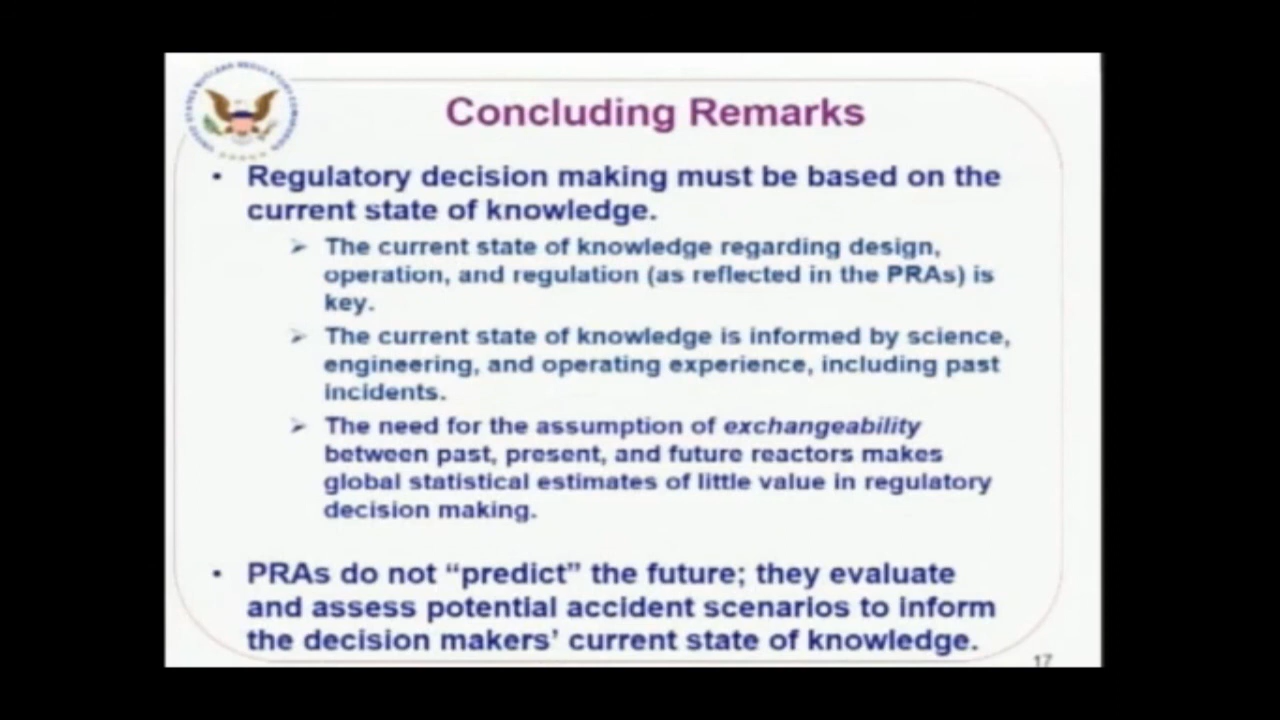 Concluding Remarks
• Regulatory decision making must be based on the
current state of knowledge.
➢ The current state of knowledge regarding design,
operation, and regulation (as reflected in the PRAs) is
key.
➢ The current state of knowledge is informed by science,
engineering, and operating experience, including past
incidents.
➢ The need for the assumption of exchangeability
between past, present, and future reactors makes
global statistical estimates of little value in regulatory
decision making.
• PRAs do not “predict” the future; they evaluate
and assess potential accident scenarios to inform
the decision makers’ current state of knowledge.
17